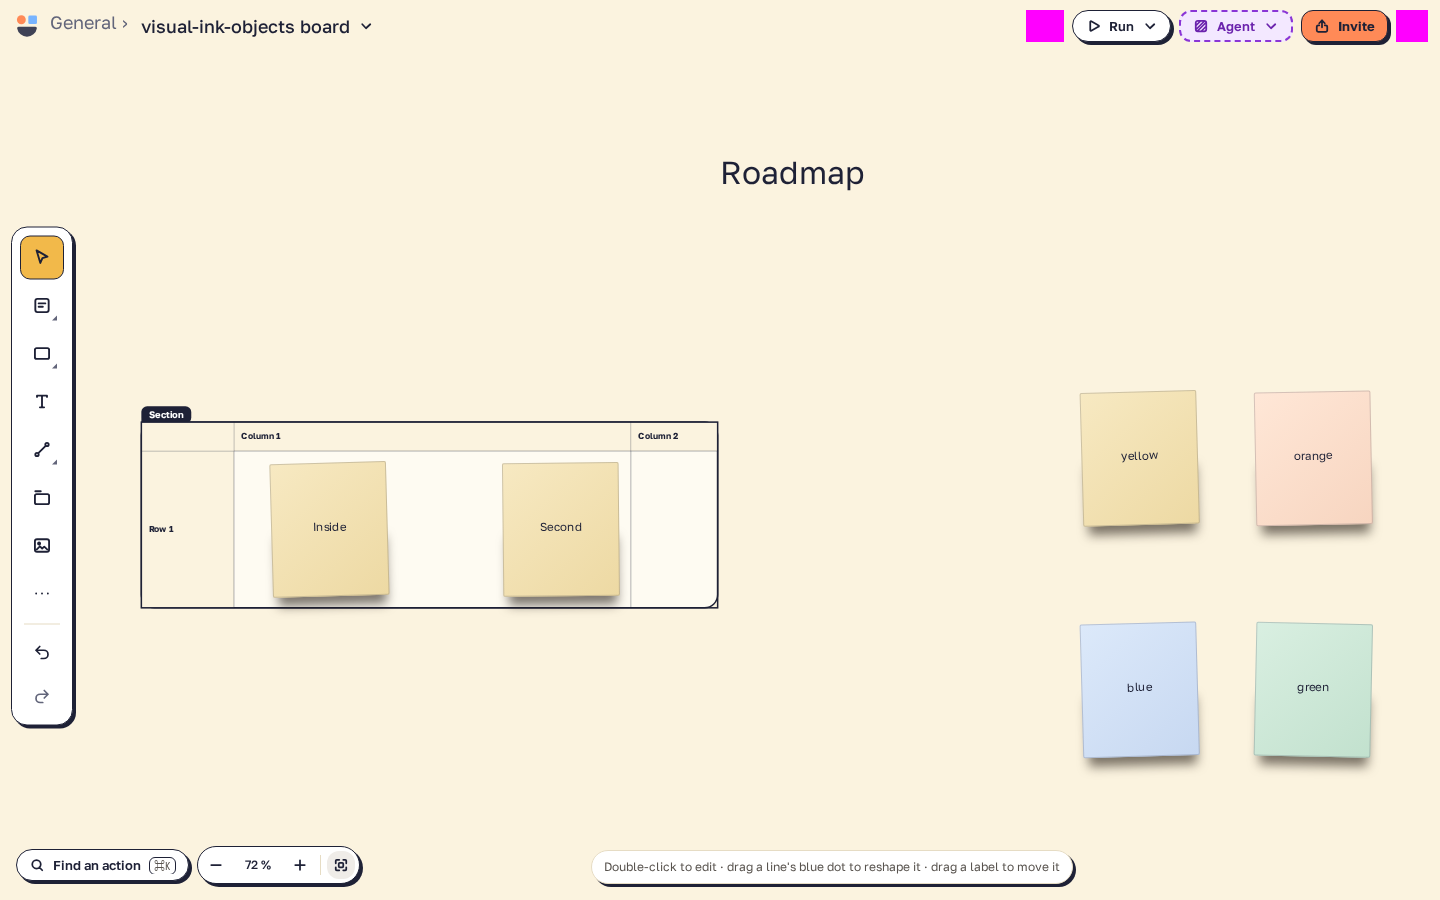 General ›
visual-ink-objects board
Run
Agent
Invite
Roadmap
Section
Column 1
Column 2
Row 1
Inside
Second
yellow
orange
blue
green
Find an action ⌘K
72 %
Double-click to edit · drag a line's blue dot to reshape it · drag a label to move it